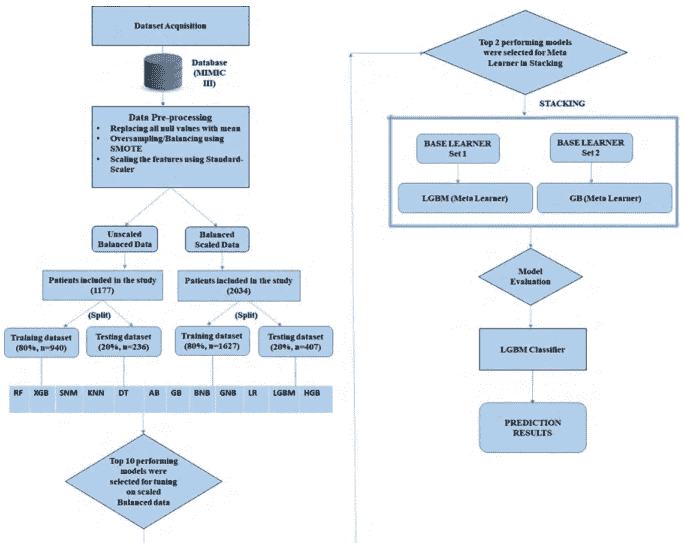 Dataset Acquisition
Database
(MIMIC
III)
Data Pre-processing
• Replacing all null values with mean
• Oversampling/Balancing using
SMOTE
• Scaling the features using Standard-
Scaler
Unscaled
Balanced Data
Balanced
Scaled Data
Patients included in the study
(1177)
Patients included in the study
(2034)
(Split)
(Split)
Training dataset
(80%, n=940)
Testing dataset
(20%, n=236)
Training dataset
(80%, n=1627)
Testing dataset
(20%, n=407)
RF XGB SNM KNN DT AB GB BNB GNB LR LGBM HGB
Top 10 performing
models were
selected for tuning
on scaled
Balanced data
Top 2 performing models
were selected for Meta
Learner in Stacking
STACKING
BASE LEARNER
Set 1
BASE LEARNER
Set 2
LGBM (Meta Learner)
GB (Meta Learner)
Model
Evaluation
LGBM Classifier
PREDICTION
RESULTS